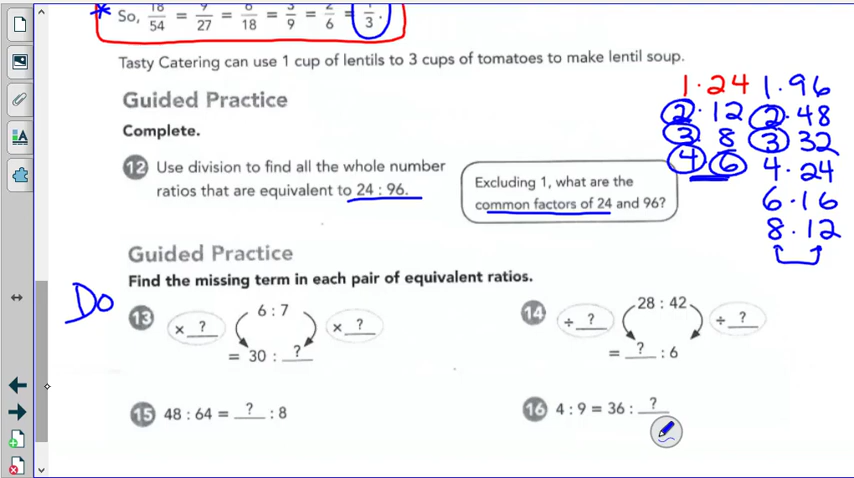 * So, 18/54 = 9/27 = 6/18 = 3/9 = 2/6 = 1/3.
Tasty Catering can use 1 cup of lentils to 3 cups of tomatoes to make lentil soup.
Guided Practice
Complete.
12 Use division to find all the whole number
ratios that are equivalent to 24 : 96.
Excluding 1, what are the
common factors of 24 and 96?
1 · 24
2 · 12
3 8
4 6
1 · 96
2 · 48
3 32
4 · 24
6 · 16
8 · 12
Guided Practice
Find the missing term in each pair of equivalent ratios.
Do
13 × ? 6 : 7 × ?
= 30 : ?
14 ÷ ? 28 : 42 ÷ ?
= ? : 6
15 48 : 64 = ? : 8
16 4 : 9 = 36 : ?